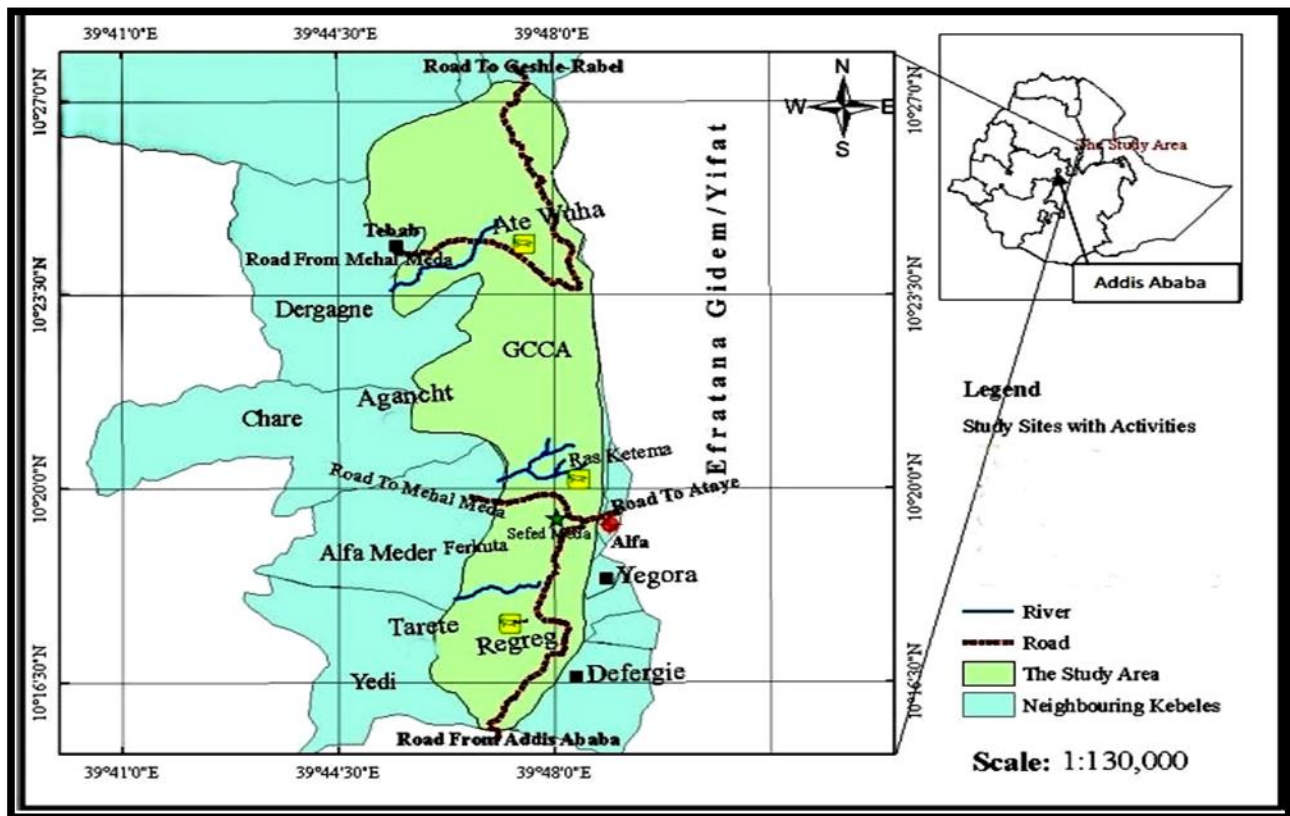 39°41'0"E
39°44'30"E
39°48'0"E
Road To Geshie-Rabel
N
W
E
S
10°27'0"N
10°27'0"N
The Study Area
Ate Wuha
Tebab
Road From Mehal Meda
Addis Ababa
10°23'30"N
10°23'30"N
Dergagne
Efratana Gidem/Yifat
GCCA
Legend
Agancht
Chare
Study Sites with Activities
Ras Ketema
Road To Mehal Meda
10°20'0"N
10°20'0"N
Road To Ataye
Sefed Meda
Alfa
Alfa Meder
Ferkuta
Yegora
River
Tarete
Regreg
Road
Yedi
Defergie
The Study Area
10°16'30"N
10°16'30"N
Neighbouring Kebeles
Road From Addis Ababa
Scale: 1:130,000
39°41'0"E
39°44'30"E
39°48'0"E